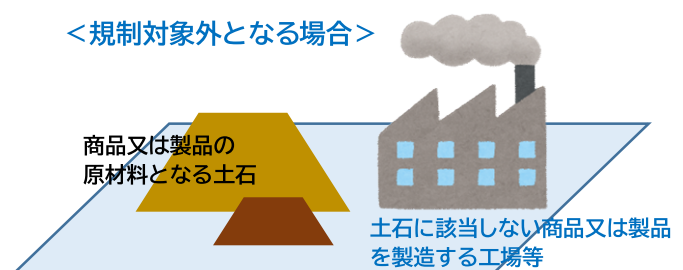 ＜規制対象外となる場合＞
商品又は製品の
原材料となる土石
土石に該当しない商品又は製品
を製造する工場等